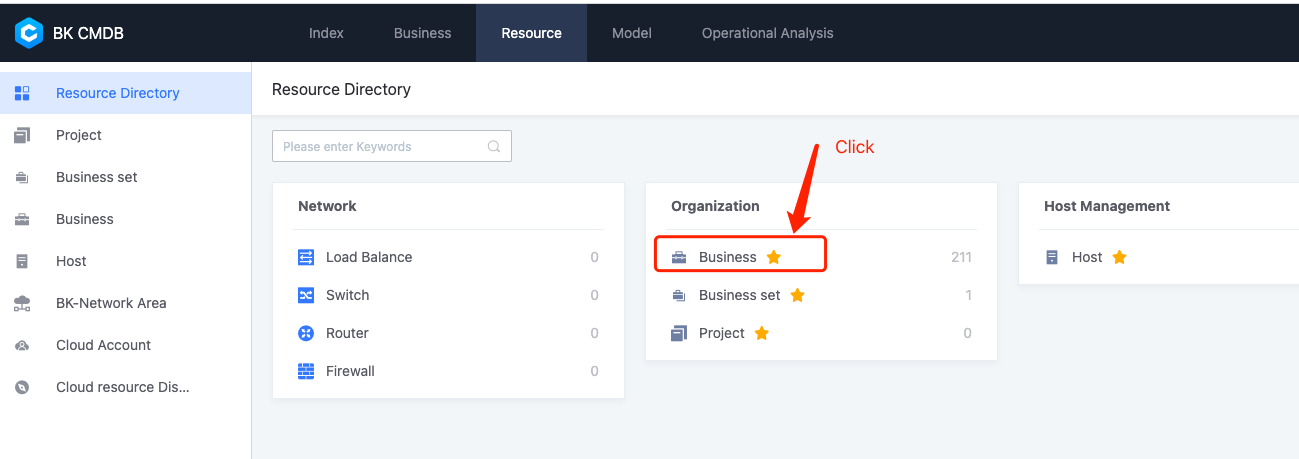 BK CMDB
Index Business Resource Model Operational Analysis
Resource Directory
Project
Business set
Business
Host
BK-Network Area
Cloud Account
Cloud resource Dis...
Resource Directory
Please enter Keywords
Click
Network
Load Balance 0
Switch 0
Router 0
Firewall 0
Organization
Business 211
Business set 1
Project 0
Host Management
Host